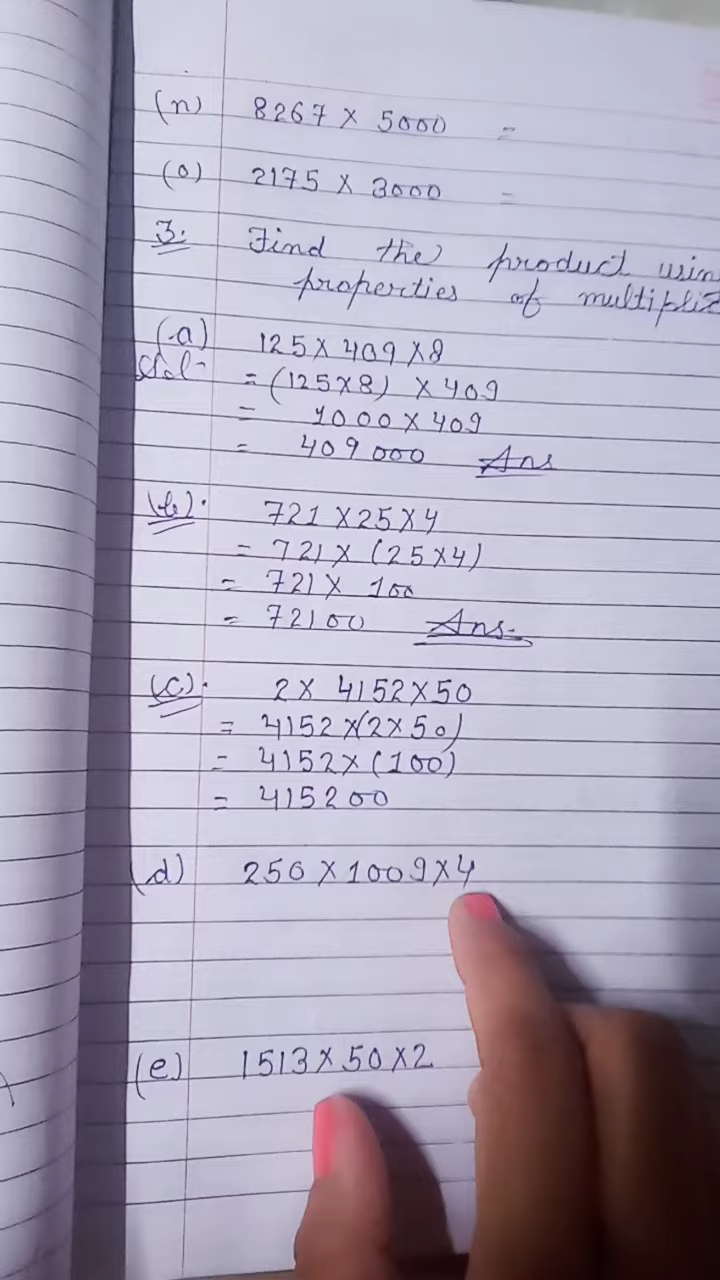 (n) 8267 × 5000 =
(o) 2175 × 3000 =
3. Find the product
properties of
(a) 125 × 409 × 8
Sol- = (125×8) × 409
= 1000 × 409
= 409000 Ans
(b). 721 × 25 × 4
= 721 × (25×4)
= 721 × 100
= 72100 Ans.
(c). 2 × 4152 × 50
= 4152 × (2×50)
= 4152 × (100)
= 415200
(d) 250 × 1009 × 4
(e) 1513 × 50 × 2